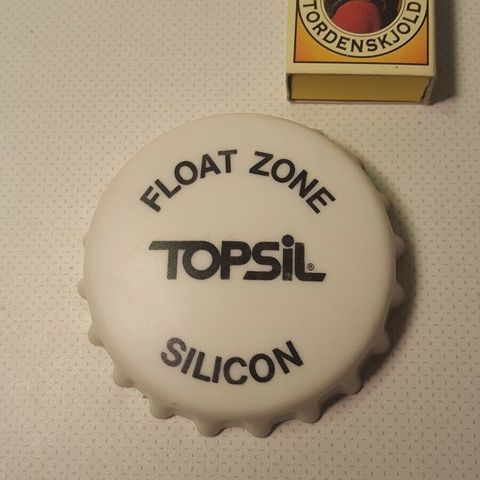 TORDENSKJOLD
FLOAT ZONE
TOPSiL®
SILICON